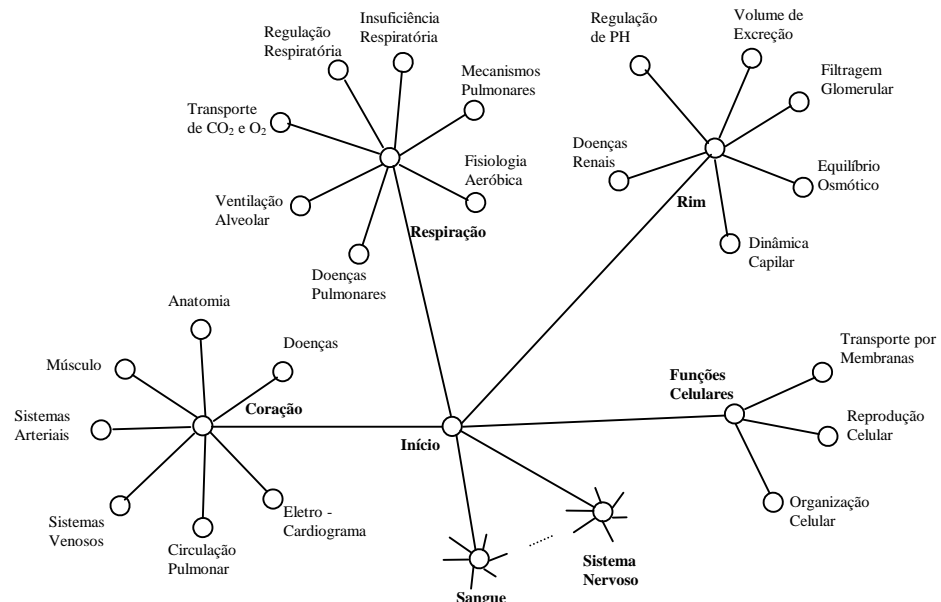 Insuficiência
Respiratória
Regulação
Respiratória
Mecanismos
Pulmonares
Transporte
de CO₂ e O₂
Fisiologia
Aeróbica
Ventilação
Alveolar
Respiração
Doenças
Pulmonares
Regulação
de PH
Volume de
Excreção
Filtragem
Glomerular
Doenças
Renais
Equilíbrio
Osmótico
Rim
Dinâmica
Capilar
Anatomia
Doenças
Músculo
Coração
Sistemas
Arteriais
Sistemas
Venosos
Circulação
Pulmonar
Eletro -
Cardiograma
Início
Transporte por
Membranas
Funções
Celulares
Reprodução
Celular
Organização
Celular
Sistema
Nervoso
Sangue